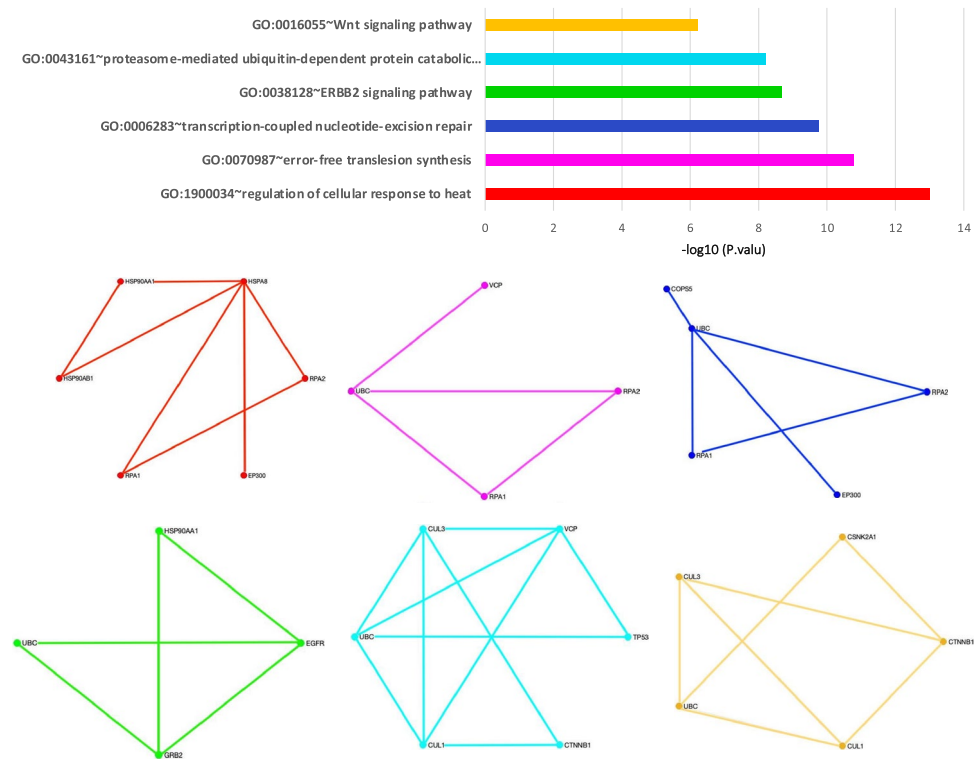 GO:0016055~Wnt signaling pathway
GO:0043161~proteasome-mediated ubiquitin-dependent protein catabolic...
GO:0038128~ERBB2 signaling pathway
GO:0006283~transcription-coupled nucleotide-excision repair
GO:0070987~error-free translesion synthesis
GO:1900034~regulation of cellular response to heat
0 2 4 6 8 10 12 14
-log10 (P.valu)
HSP90AA1 HSPA8
HSP90AB1 RPA2
RPA1 EP300
VCP
UBC RPA2
RPA1
COPS5
UBC
RPA2
RPA1
EP300
HSP90AA1
UBC EGFR
GRB2
CUL3 VCP
UBC TP53
CUL1 CTNNB1
CSNK2A1
CUL3
CTNNB1
UBC
CUL1